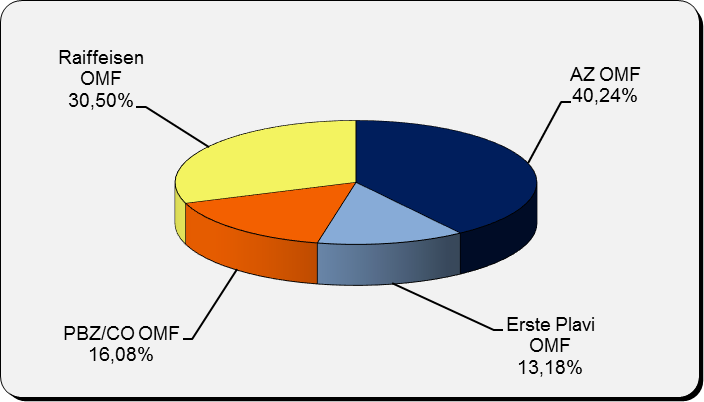 Raiffeisen
OMF
30,50%
AZ OMF
40,24%
PBZ/CO OMF
16,08%
Erste Plavi
OMF
13,18%